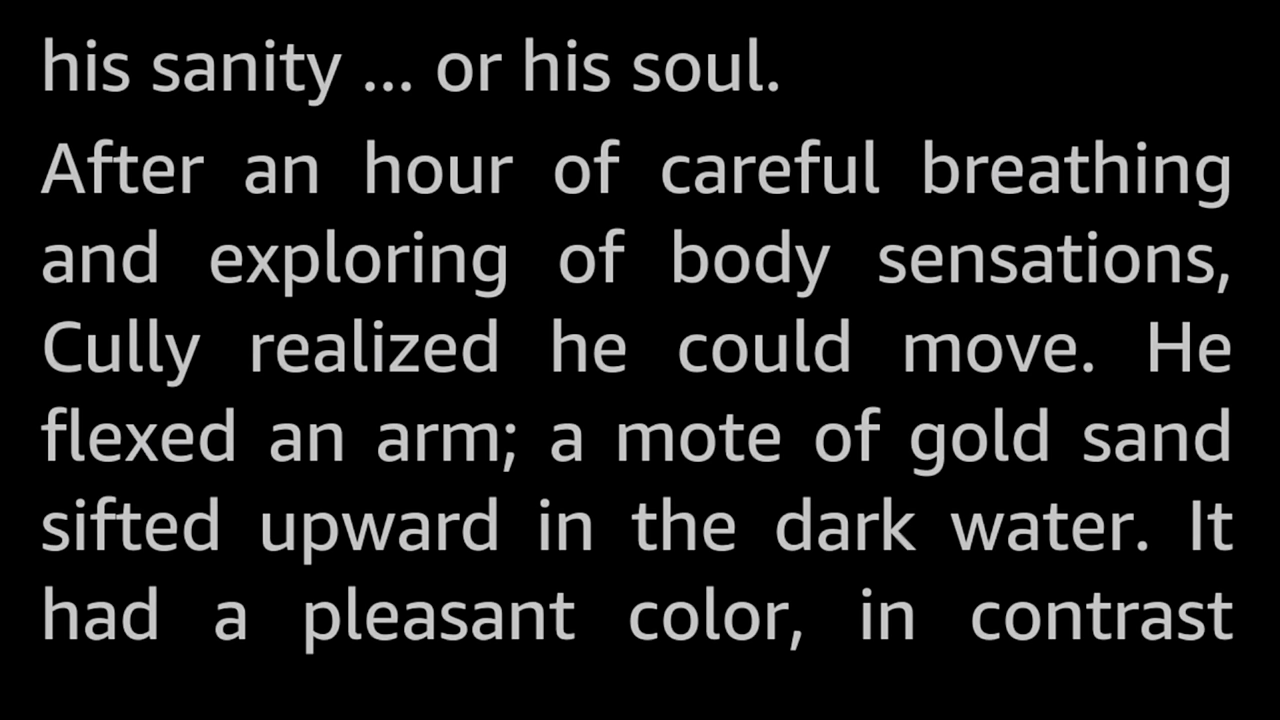 his sanity ... or his soul.
After an hour of careful breathing
and exploring of body sensations,
Cully realized he could move. He
flexed an arm; a mote of gold sand
sifted upward in the dark water. It
had a pleasant color, in contrast